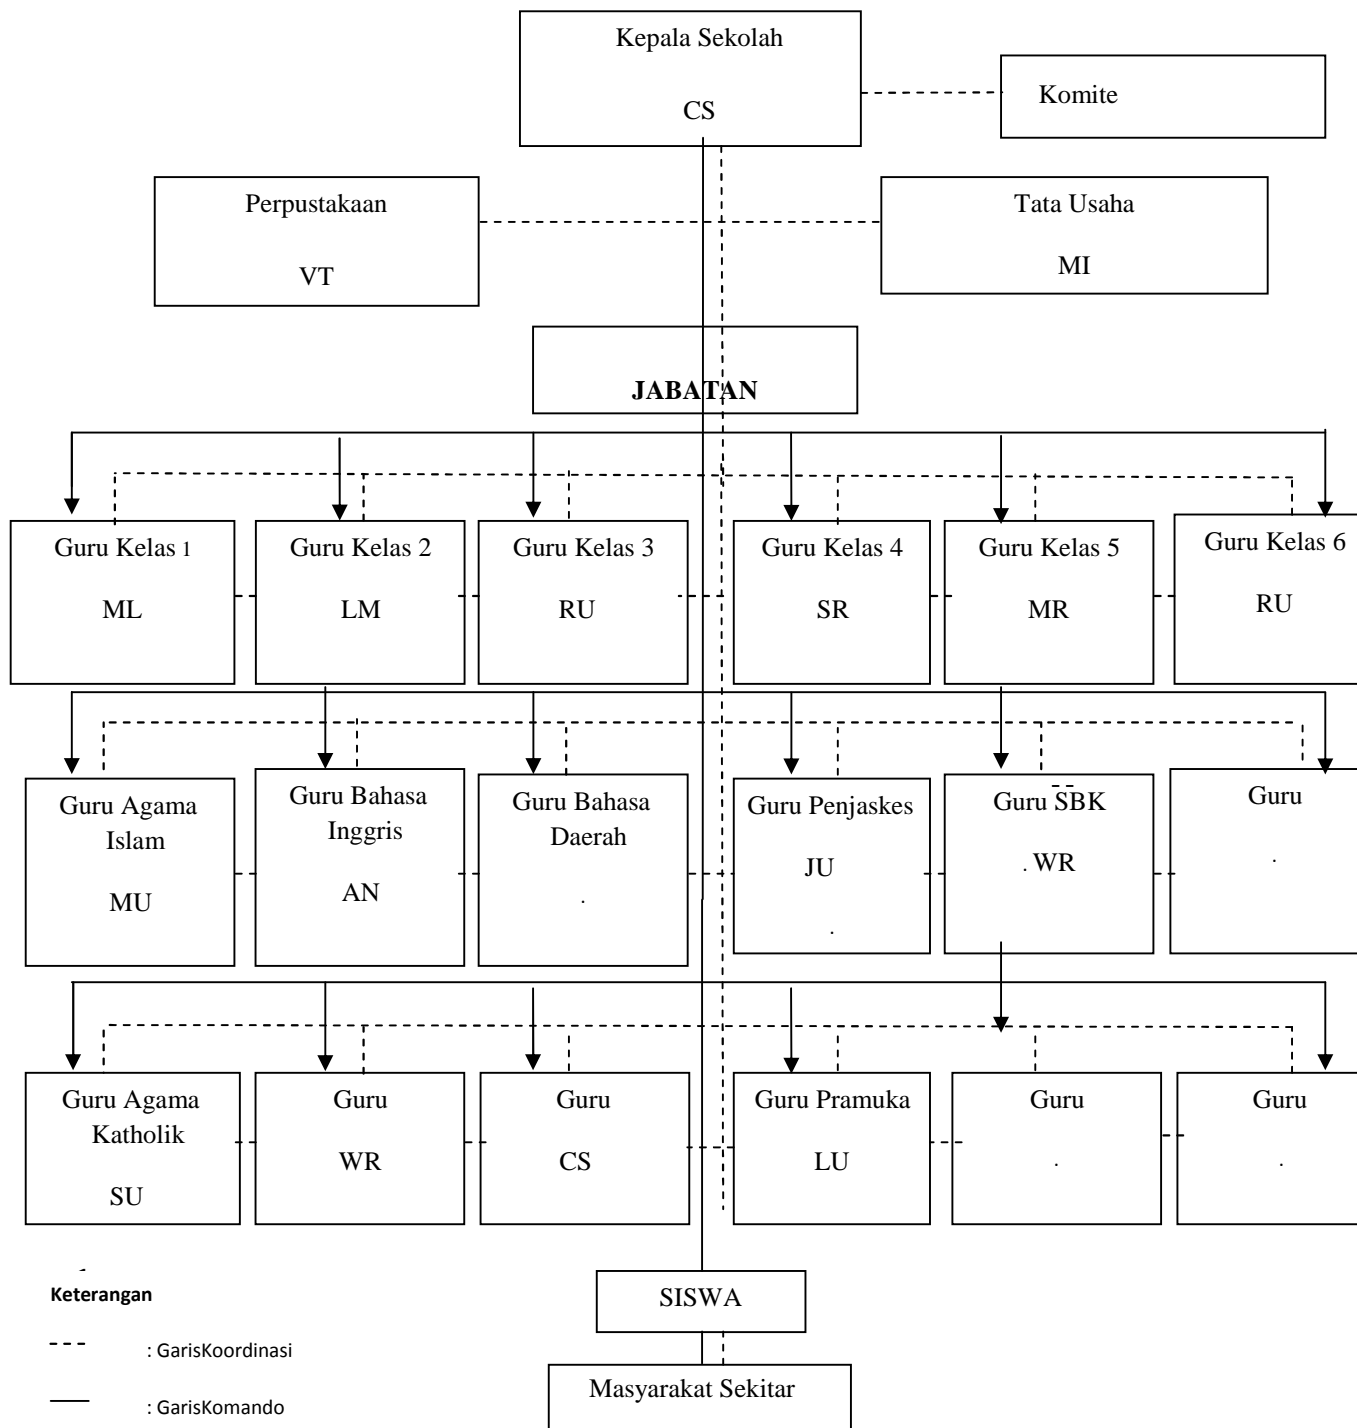 Kepala Sekolah
CS
Komite
Perpustakaan
VT
Tata Usaha
MI
JABATAN
Guru Kelas 1
ML
Guru Kelas 2
LM
Guru Kelas 3
RU
Guru Kelas 4
SR
Guru Kelas 5
MR
Guru Kelas 6
RU
Guru Agama
Islam
MU
Guru Bahasa
Inggris
AN
Guru Bahasa
Daerah
.
Guru Penjaskes
JU
.
Guru SBK
. WR
Guru
.
Guru Agama
Katholik
SU
Guru
WR
Guru
CS
Guru Pramuka
LU
Guru
.
Guru
.
SISWA
Masyarakat Sekitar
Keterangan
: GarisKoordinasi
: GarisKomando